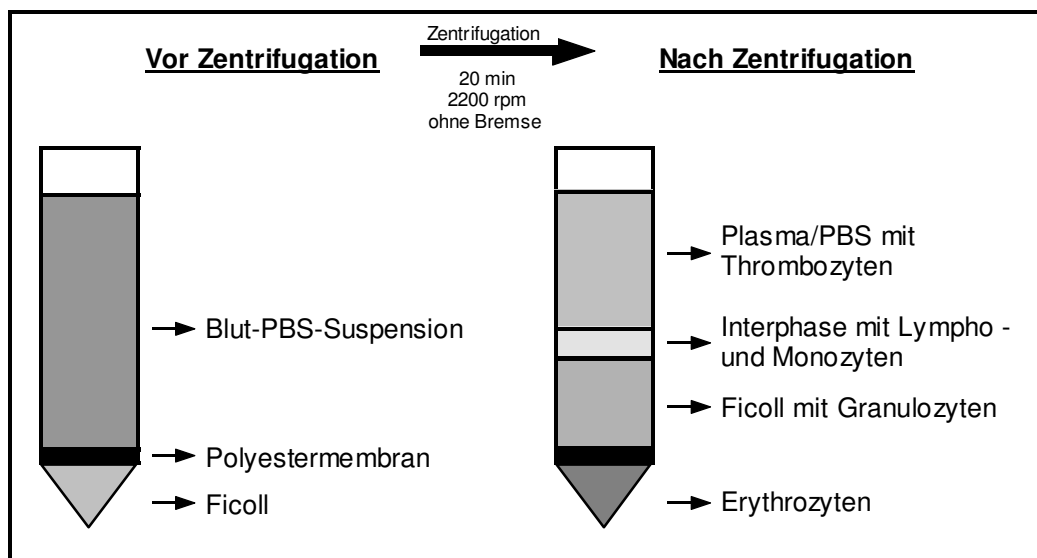 Vor Zentrifugation
Zentrifugation
20 min
2200 rpm
ohne Bremse
Nach Zentrifugation
Blut-PBS-Suspension
Polyestermembran
Ficoll
Plasma/PBS mit
Thrombozyten
Interphase mit Lympho -
und Monozyten
Ficoll mit Granulozyten
Erythrozyten